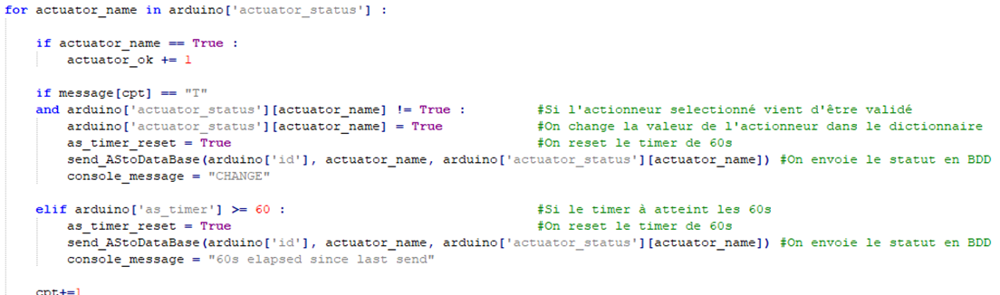 for actuator_name in arduino['actuator_status'] :
if actuator_name == True :
actuator_ok += 1
if message[cpt] == "T"
and arduino['actuator_status'][actuator_name] != True : #Si l'actionneur selectionné vient d'être validé
arduino['actuator_status'][actuator_name] = True #On change la valeur de l'actionneur dans le dictionnaire
as_timer_reset = True #On reset le timer de 60s
send_AStoDataBase(arduino['id'], actuator_name, arduino['actuator_status'][actuator_name]) #On envoie le statut en BDD
console_message = "CHANGE"
elif arduino['as_timer'] >= 60 : #Si le timer à atteint les 60s
as_timer_reset = True #On reset le timer de 60s
send_AStoDataBase(arduino['id'], actuator_name, arduino['actuator_status'][actuator_name]) #On envoie le statut en BDD
console_message = "60s elapsed since last send"
cpt+=1